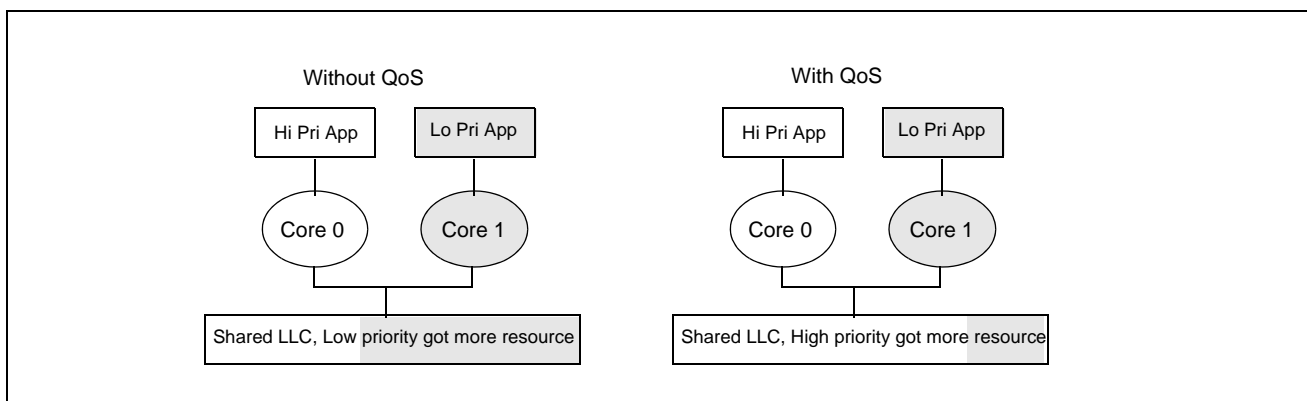 Without QoS
Hi Pri App
Lo Pri App
Core 0
Core 1
Shared LLC, Low priority got more resource
With QoS
Hi Pri App
Lo Pri App
Core 0
Core 1
Shared LLC, High priority got more resource